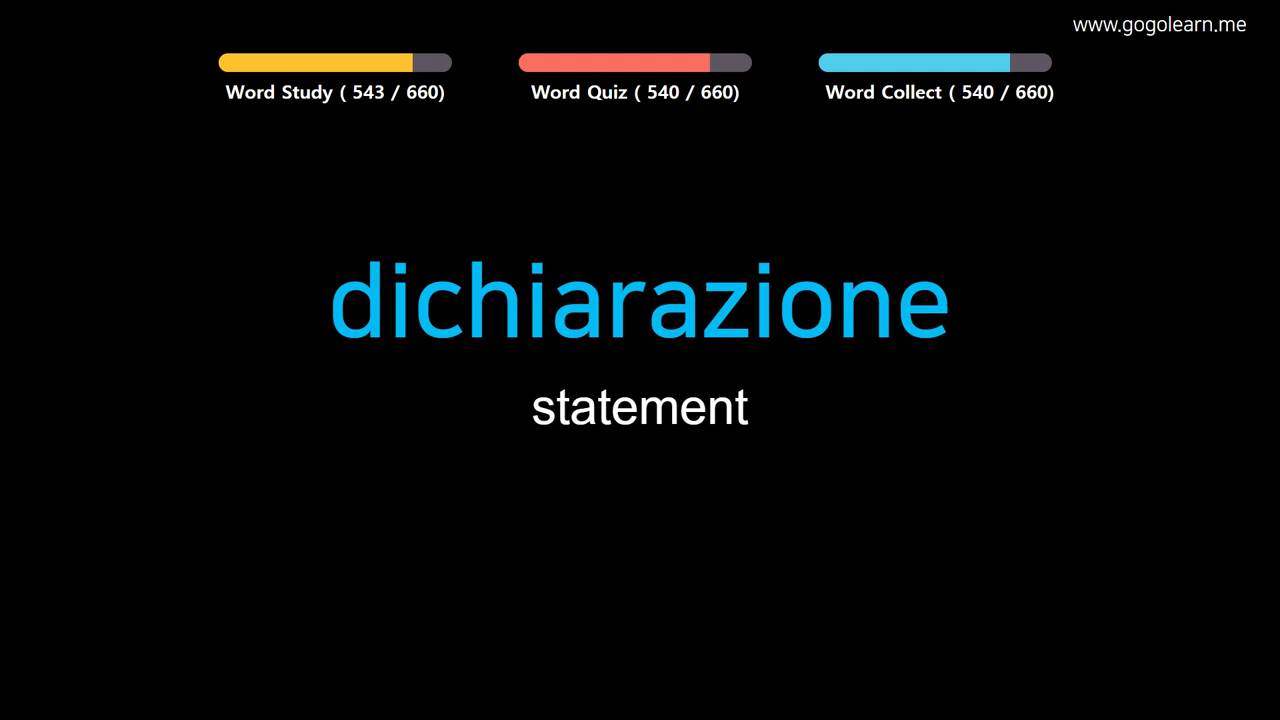 www.gogolearn.me
Word Study ( 543 / 660)
Word Quiz ( 540 / 660)
Word Collect ( 540 / 660)
dichiarazione
statement